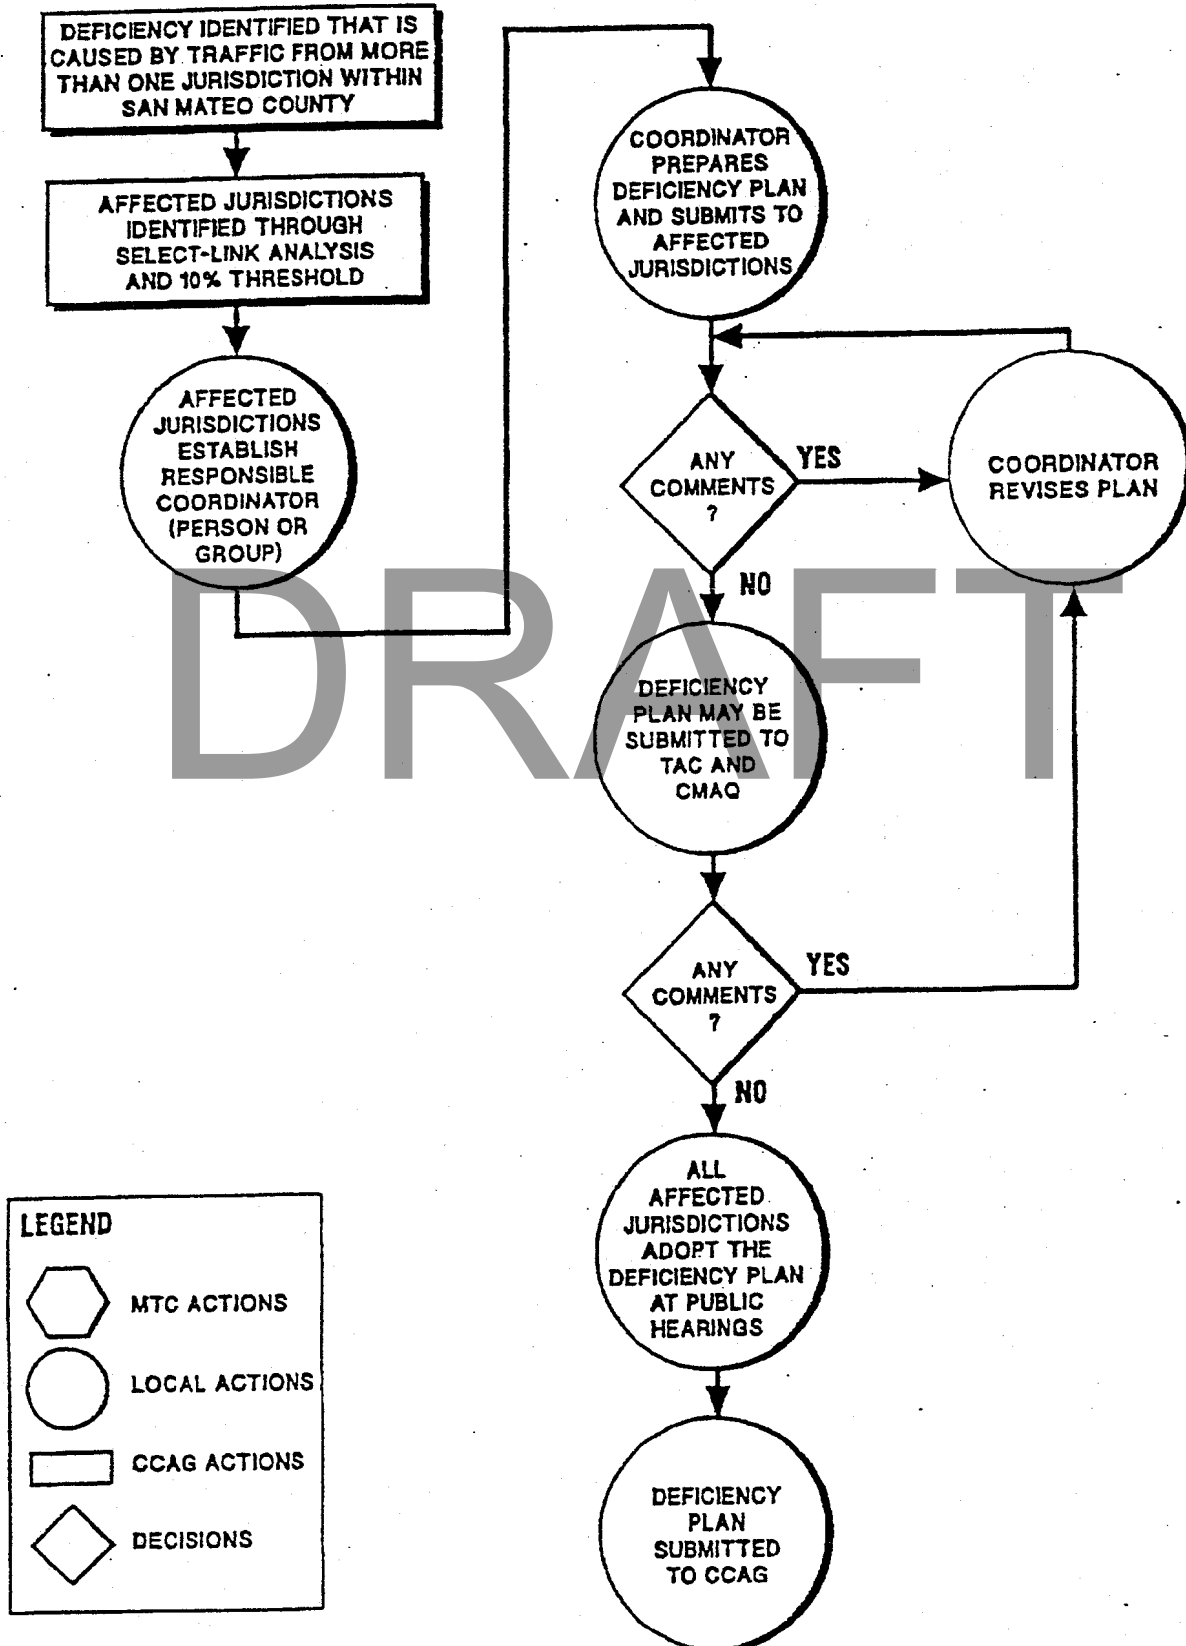 DEFICIENCY IDENTIFIED THAT IS
CAUSED BY TRAFFIC FROM MORE
THAN ONE JURISDICTION WITHIN
SAN MATEO COUNTY
AFFECTED JURISDICTIONS
IDENTIFIED THROUGH
SELECT-LINK ANALYSIS
AND 10% THRESHOLD
AFFECTED
JURISDICTIONS
ESTABLISH
RESPONSIBLE
COORDINATOR
(PERSON OR
GROUP)
COORDINATOR
PREPARES
DEFICIENCY PLAN
AND SUBMITS TO
AFFECTED
JURISDICTIONS
ANY
COMMENTS
?
YES
COORDINATOR
REVISES PLAN
NO
DRAFT
DEFICIENCY
PLAN MAY BE
SUBMITTED TO
TAC AND
CMAQ
ANY
COMMENTS
?
YES
NO
ALL
AFFECTED
JURISDICTIONS
ADOPT THE
DEFICIENCY PLAN
AT PUBLIC
HEARINGS
DEFICIENCY
PLAN
SUBMITTED
TO CCAG
LEGEND
MTC ACTIONS
LOCAL ACTIONS
CCAG ACTIONS
DECISIONS